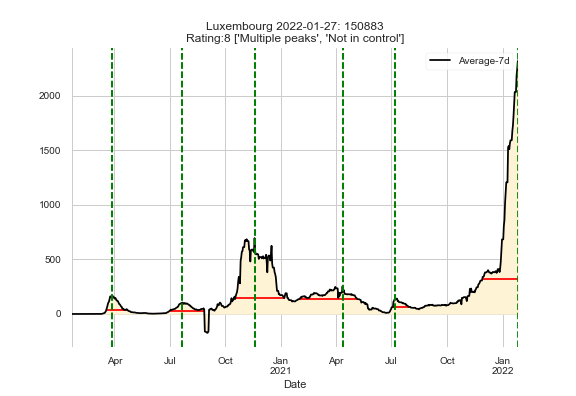 Luxembourg 2022-01-27: 150883
Rating:8 ['Multiple peaks', 'Not in control']
Average-7d
2000
1500
1000
500
0
Apr
Jul
Oct
Jan
2021
Apr
Jul
Oct
Jan
2022
Date